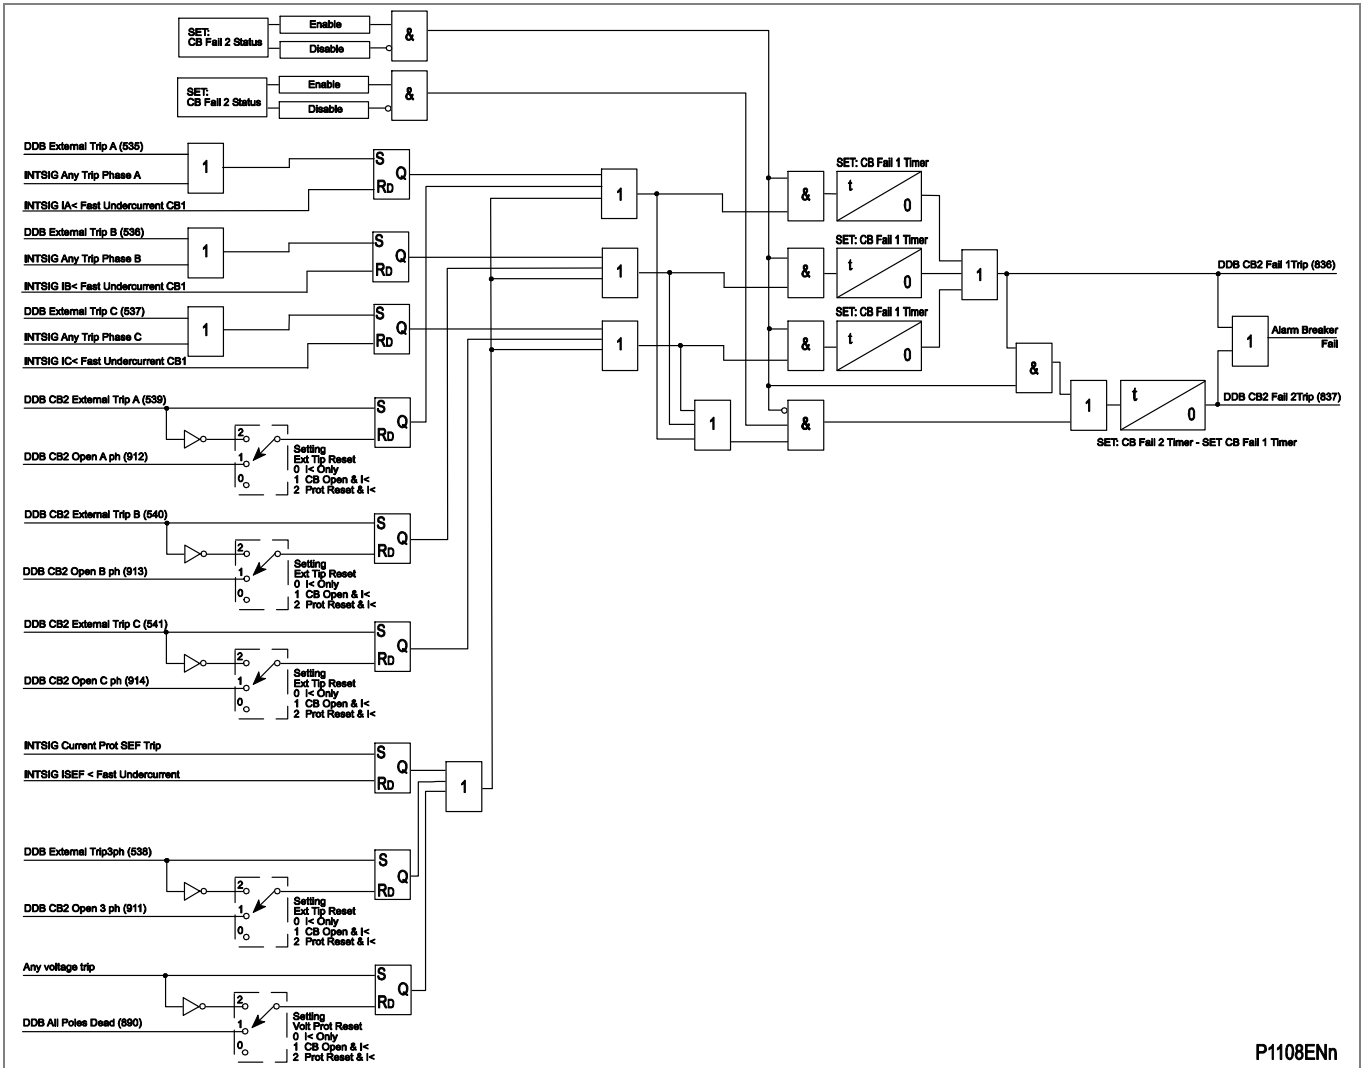 SET:
CB Fail 2 Status
Enable
Disable
&
SET:
CB Fail 2 Status
Enable
Disable
&
DDB External Trip A (535)
INTSIG Any Trip Phase A
INTSIG IA< Fast Undercurrent CB1
1
S
Q
RD
DDB External Trip B (536)
INTSIG Any Trip Phase B
INTSIG IB< Fast Undercurrent CB1
1
S
Q
RD
DDB External Trip C (537)
INTSIG Any Trip Phase C
INTSIG IC< Fast Undercurrent CB1
1
S
Q
RD
1
1
1
1
&
&
&
&
SET: CB Fail 1 Timer
t
0
SET: CB Fail 1 Timer
t
0
SET: CB Fail 1 Timer
t
0
1
&
1
t
0
SET: CB Fail 2 Timer - SET CB Fail 1 Timer
DDB CB2 Fail 1Trip (836)
1
Alarm Breaker
Fail
DDB CB2 Fail 2Trip (837)
DDB CB2 External Trip A (539)
DDB CB2 Open A ph (912)
2
1
0
Setting
Ext Tip Reset
0 I< Only
1 CB Open & I<
2 Prot Reset & I<
S
Q
RD
DDB CB2 External Trip B (540)
DDB CB2 Open B ph (913)
2
1
0
Setting
Ext Tip Reset
0 I< Only
1 CB Open & I<
2 Prot Reset & I<
S
Q
RD
DDB CB2 External Trip C (541)
DDB CB2 Open C ph (914)
2
1
0
Setting
Ext Tip Reset
0 I< Only
1 CB Open & I<
2 Prot Reset & I<
S
Q
RD
INTSIG Current Prot SEF Trip
INTSIG ISEF < Fast Undercurrent
S
Q
RD
1
DDB External Trip3ph (538)
DDB CB2 Open 3 ph (911)
2
1
0
Setting
Ext Tip Reset
0 I< Only
1 CB Open & I<
2 Prot Reset & I<
S
Q
RD
Any voltage trip
DDB All Poles Dead (890)
2
1
0
Setting
Volt Prot Reset
0 I< Only
1 CB Open & I<
2 Prot Reset & I<
S
Q
RD
P1108ENn